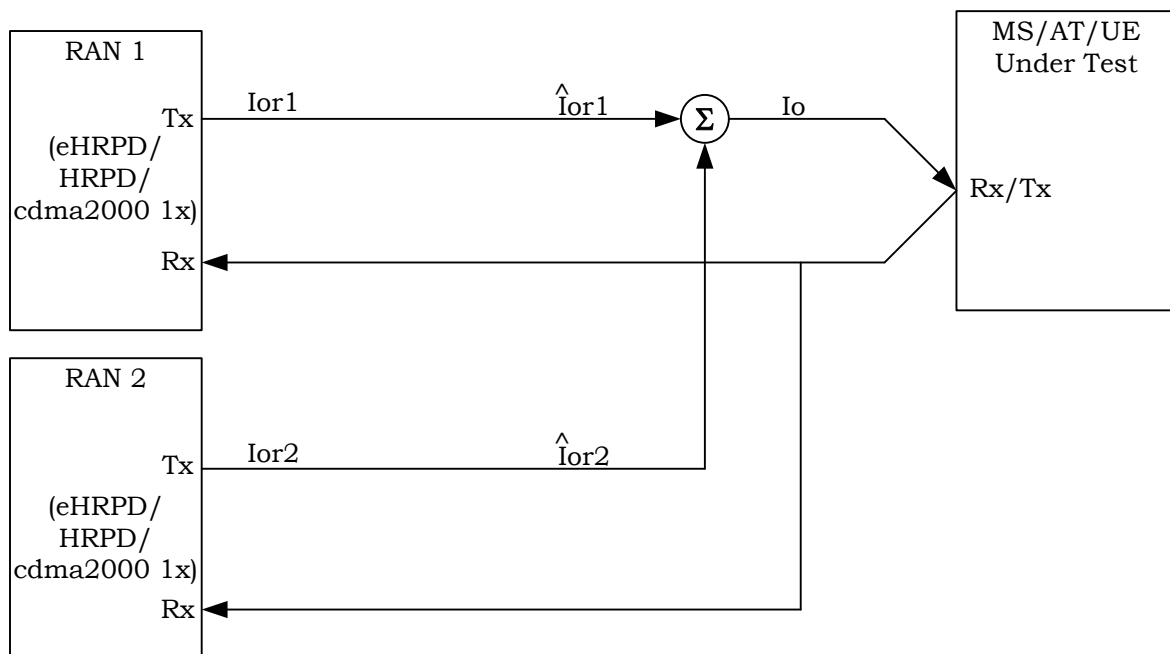 RAN 1
Tx
(eHRPD/
HRPD/
cdma2000 1x)
Rx
Ior1
Îor1
Σ
Io
MS/AT/UE
Under Test
Rx/Tx
RAN 2
Tx
(eHRPD/
HRPD/
cdma2000 1x)
Rx
Ior2
Îor2